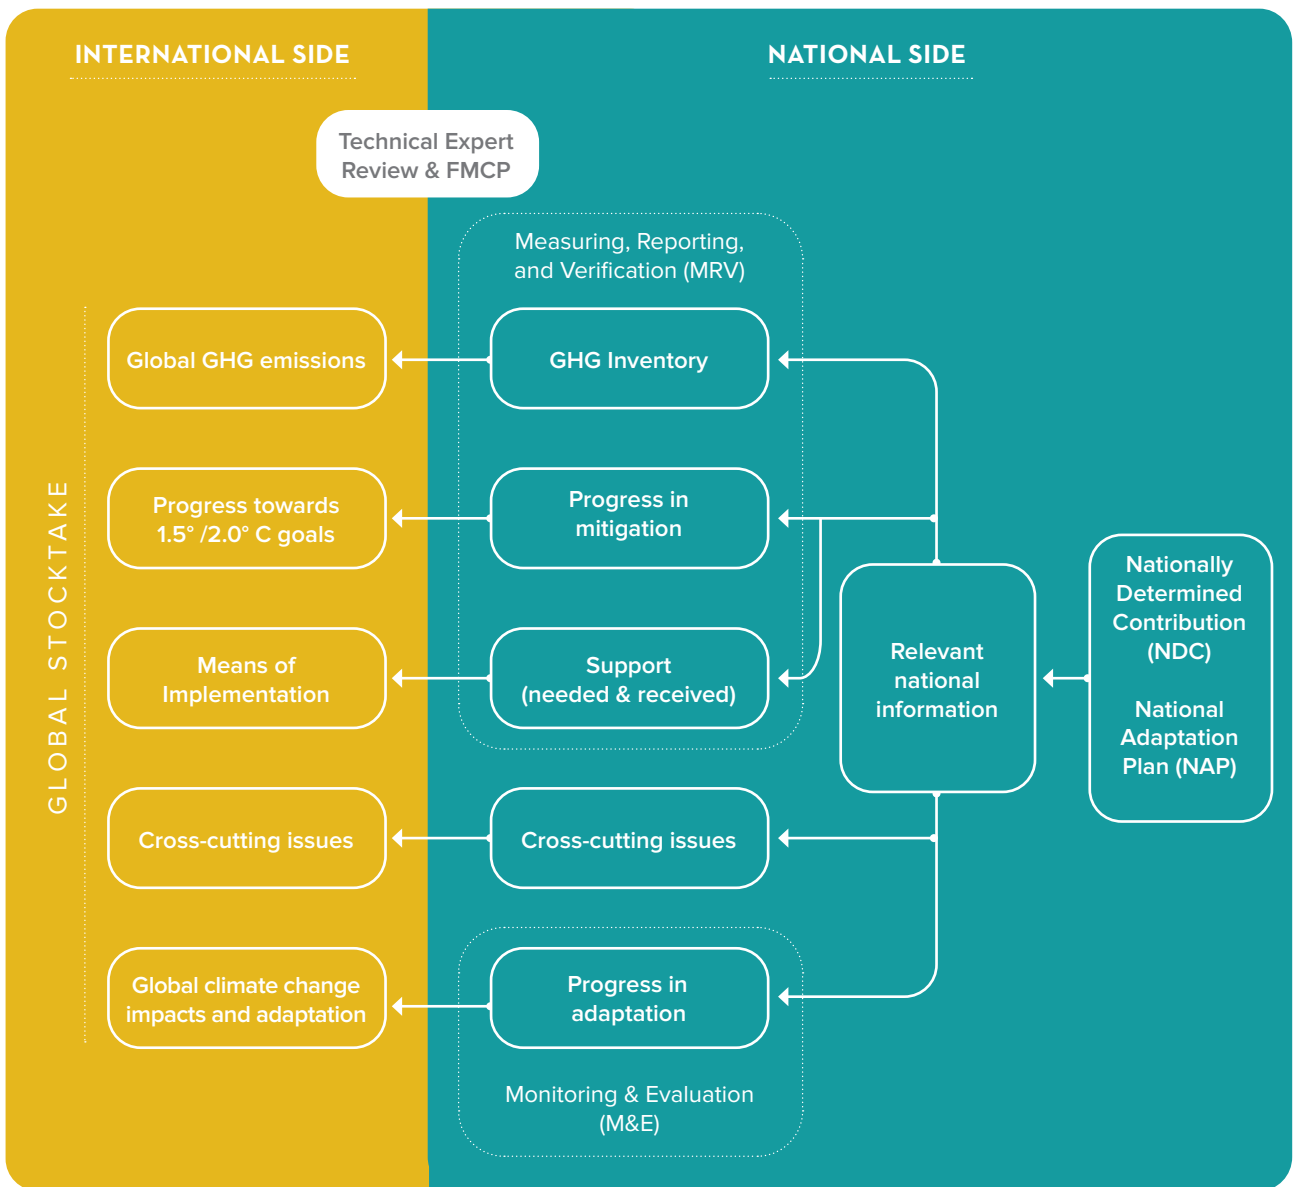 INTERNATIONAL SIDE
NATIONAL SIDE
Technical Expert
Review & FMCP
Measuring, Reporting,
and Verification (MRV)
GLOBAL STOCKTAKE
Global GHG emissions
GHG Inventory
Progress towards
1.5° /2.0° C goals
Progress in
mitigation
Means of
Implementation
Support
(needed & received)
Cross-cutting issues
Cross-cutting issues
Global climate change
impacts and adaptation
Progress in
adaptation
Monitoring & Evaluation
(M&E)
Relevant
national
information
Nationally
Determined
Contribution
(NDC)
National
Adaptation
Plan (NAP)